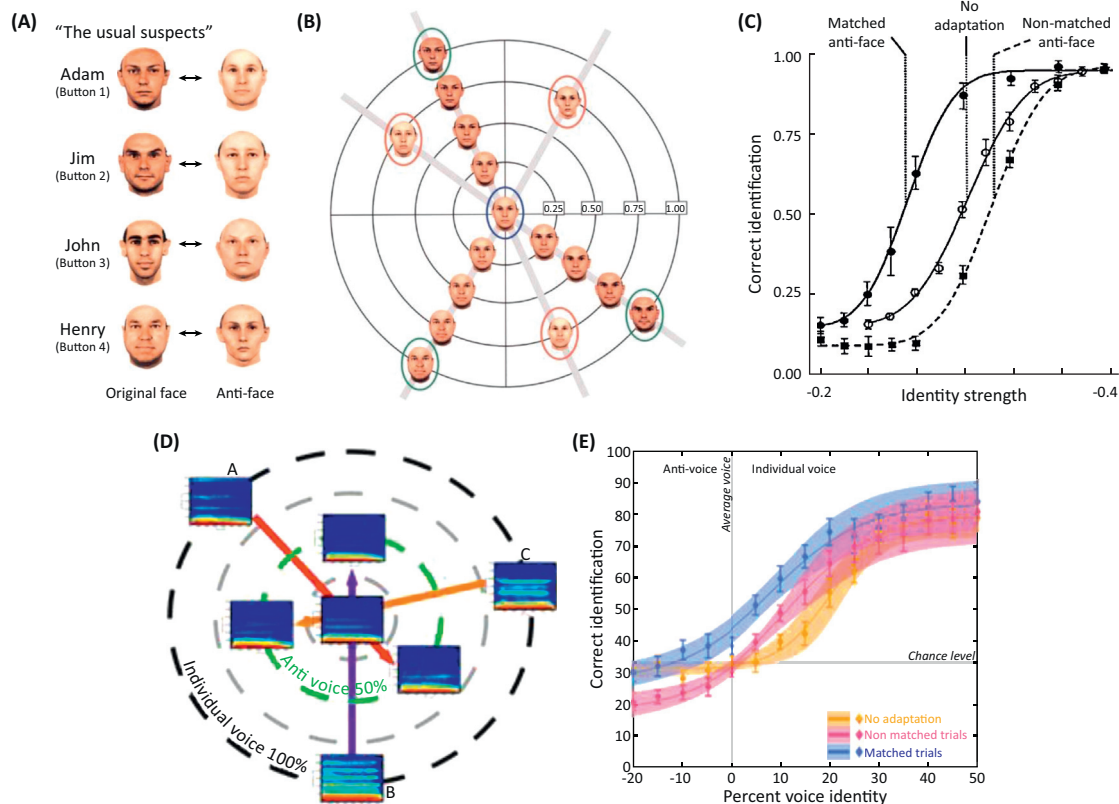 (A)
"The usual suspects"
Adam
(Button 1)
Jim
(Button 2)
John
(Button 3)
Henry
(Button 4)
Original face
Anti-face
(B)
0.25
0.50
0.75
1.00
(C)
Matched
anti-face
No
adaptation
Non-matched
anti-face
Correct identification
1.00
0.75
0.50
0.25
0.00
-0.2
Identity strength
-0.4
(D)
A
C
B
Anti voice 50%
Individual voice 100%
(E)
Correct identification
100
90
80
70
60
50
40
30
20
10
0
Anti-voice
Average voice
Individual voice
Chance level
No adaptation
Non matched trials
Matched trials
-20
-10
0
10
20
30
40
50
Percent voice identity